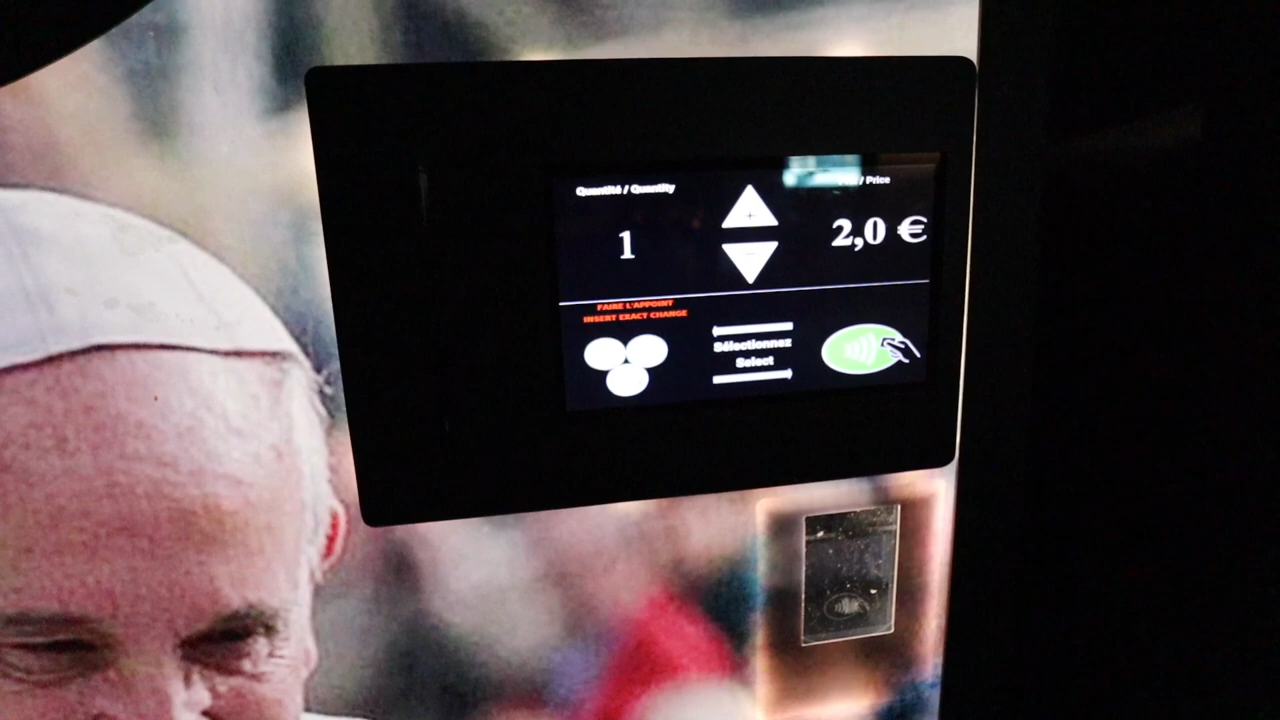 Quantité / Quantity
/ Price
1
+
2,0 €
FAIRE L'APPOINT
INSERT EXACT CHANGE
Sélectionnez
Select